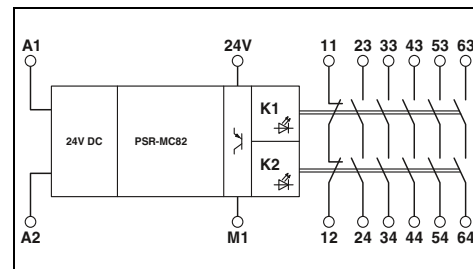 A1 24V 11 23 33 43 53 63
K1
24V DC PSR-MC82
K2
A2 M1 12 24 34 44 54 64